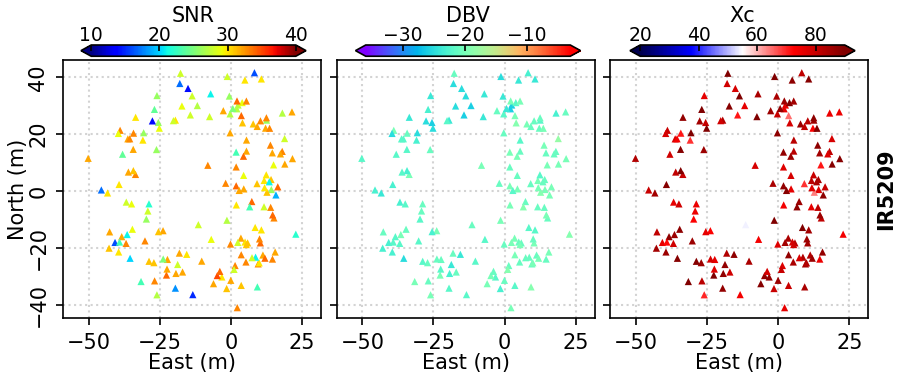 SNR DBV Xc
10 20 30 40 −30 −20 −10 20 40 60 80
40
20
0
−20
−40
North (m)
IR5209
−50 −25 0 25 −50 −25 0 25 −50 −25 0 25
East (m) East (m) East (m)